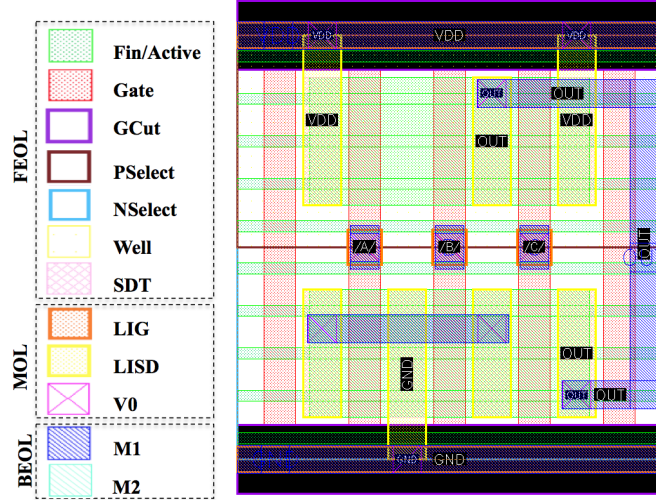 FEOL
Fin/Active
Gate
GCut
PSelect
NSelect
Well
SDT
MOL
LIG
LISD
V0
BEOL
M1
M2
VDD
VDD
VDD
OUT
OUT
VDD
OUT
VDD
/A/
/B/
/C/
OUT
OUT
GND
OUT
OUT
GND
GND